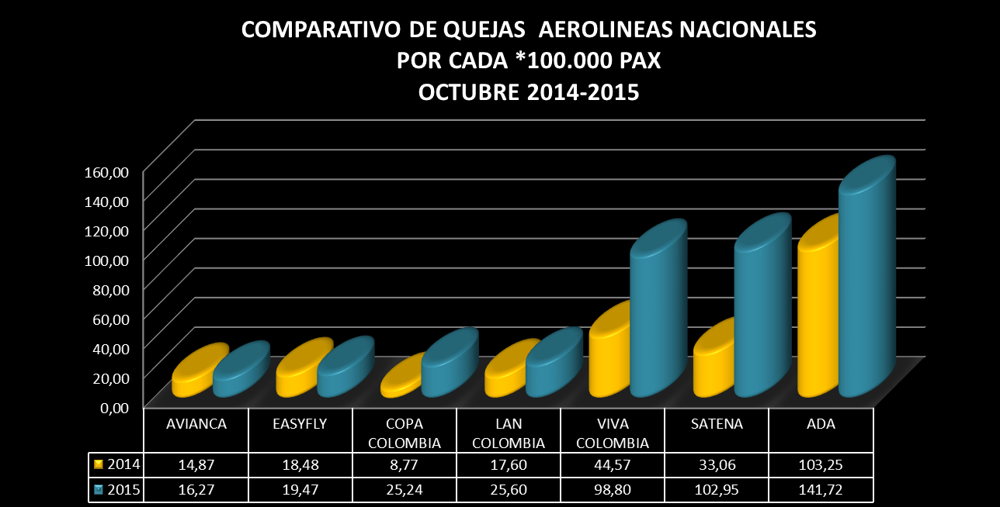 COMPARATIVO DE QUEJAS AEROLINEAS NACIONALES
POR CADA *100.000 PAX
OCTUBRE 2014-2015
160,00
140,00
120,00
100,00
80,00
60,00
40,00
20,00
0,00
AVIANCA EASYFLY COPA COLOMBIA LAN COLOMBIA VIVA COLOMBIA SATENA ADA
2014 14,87 18,48 8,77 17,60 44,57 33,06 103,25
2015 16,27 19,47 25,24 25,60 98,80 102,95 141,72